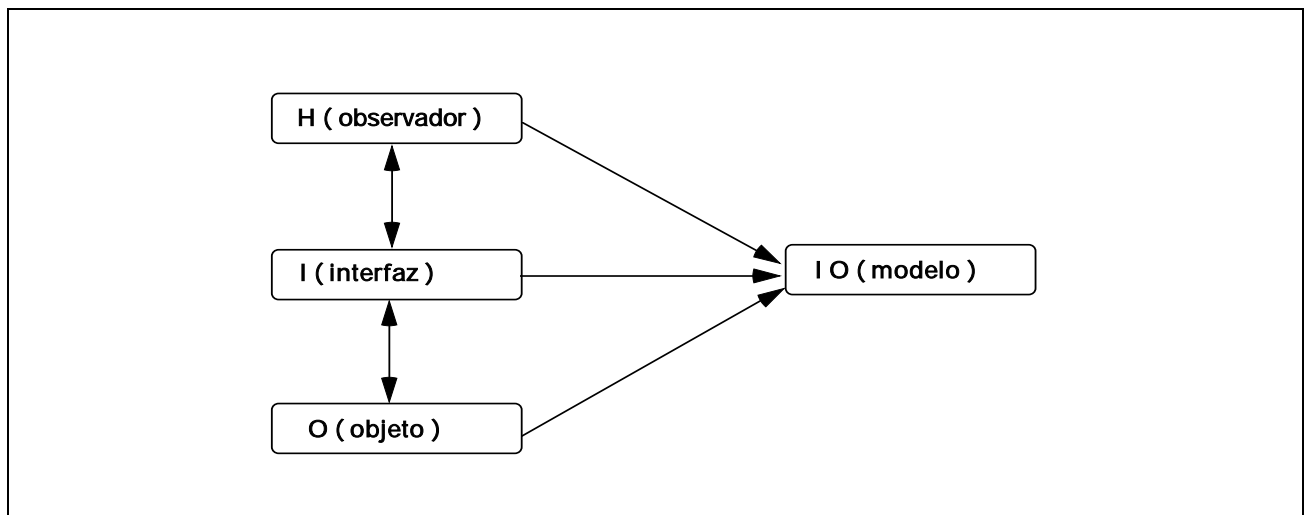 H ( observador )
I ( interfaz )
I O ( modelo )
O ( objeto )